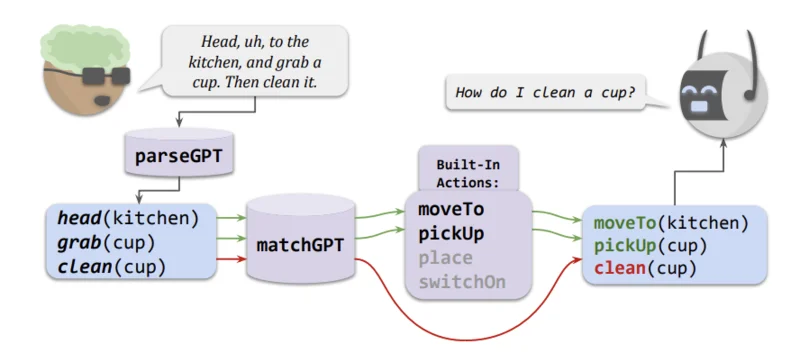 Head, uh, to the
kitchen, and grab a
cup. Then clean it.
How do I clean a cup?
parseGPT
head(kitchen)
grab(cup)
clean(cup)
matchGPT
Built-In
Actions:
moveTo
pickUp
place
switchOn
moveTo(kitchen)
pickUp(cup)
clean(cup)